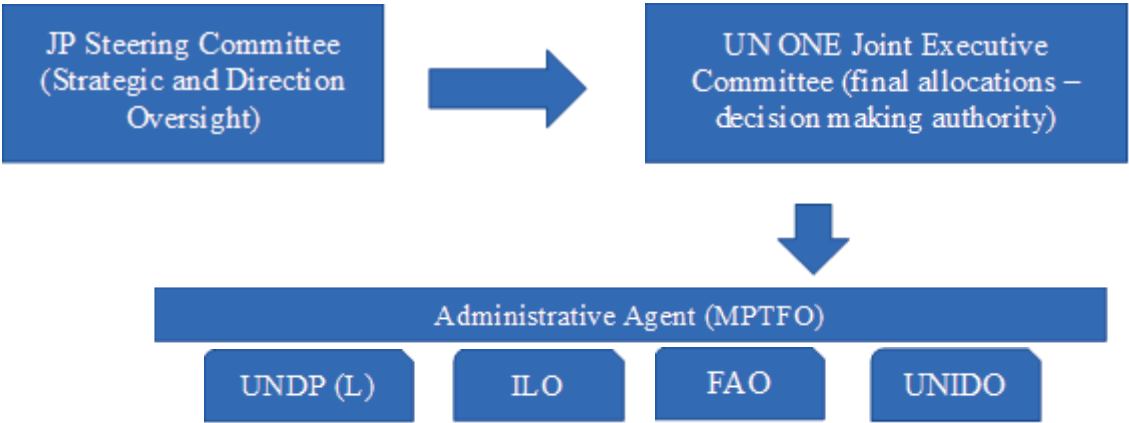 JP Steering Committee
(Strategic and Direction
Oversight)
UN ONE Joint Executive
Committee (final allocations –
decision making authority)
Administrative Agent (MPTFO)
UNDP (L)
ILO
FAO
UNIDO